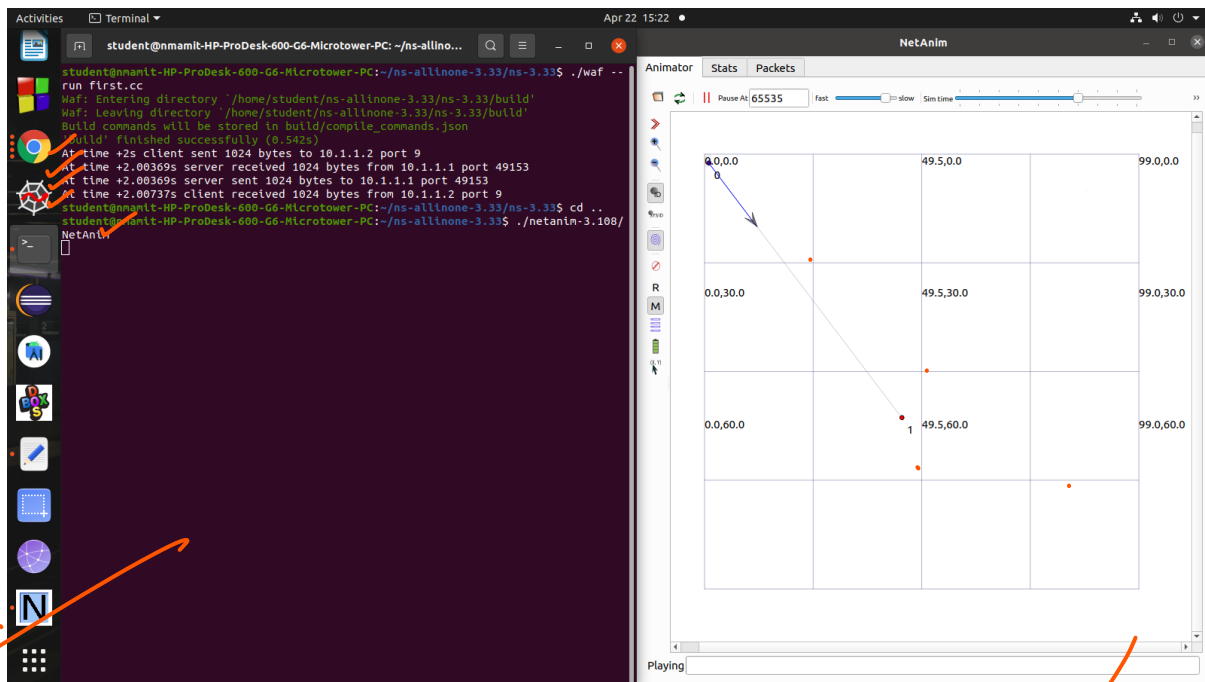 Activities
Terminal
Apr 22 15:22
student@nmamit-HP-ProDesk-600-G6-Microtower-PC: ~/ns-allino...
student@nmamit-HP-ProDesk-600-G6-Microtower-PC:~/ns-allinone-3.33/ns-3.33$ ./waf --
run first.cc
Waf: Entering directory `/home/student/ns-allinone-3.33/ns-3.33/build'
Waf: Leaving directory `/home/student/ns-allinone-3.33/ns-3.33/build'
Build commands will be stored in build/compile_commands.json
'build' finished successfully (0.542s)
At time +2s client sent 1024 bytes to 10.1.1.2 port 9
At time +2.00369s server received 1024 bytes from 10.1.1.1 port 49153
At time +2.00369s server sent 1024 bytes to 10.1.1.1 port 49153
At time +2.00737s client received 1024 bytes from 10.1.1.2 port 9
student@nmamit-HP-ProDesk-600-G6-Microtower-PC:~/ns-allinone-3.33/ns-3.33$ cd ..
student@nmamit-HP-ProDesk-600-G6-Microtower-PC:~/ns-allinone-3.33$ ./netanim-3.108/
NetAnim
NetAnim
Animator Stats Packets
Pause At 65535 fast slow Sim time
R
M
0.0,0.0 49.5,0.0 99.0,0.0
0
0.0,30.0 49.5,30.0 99.0,30.0
0.0,60.0 49.5,60.0 99.0,60.0
1
Playing